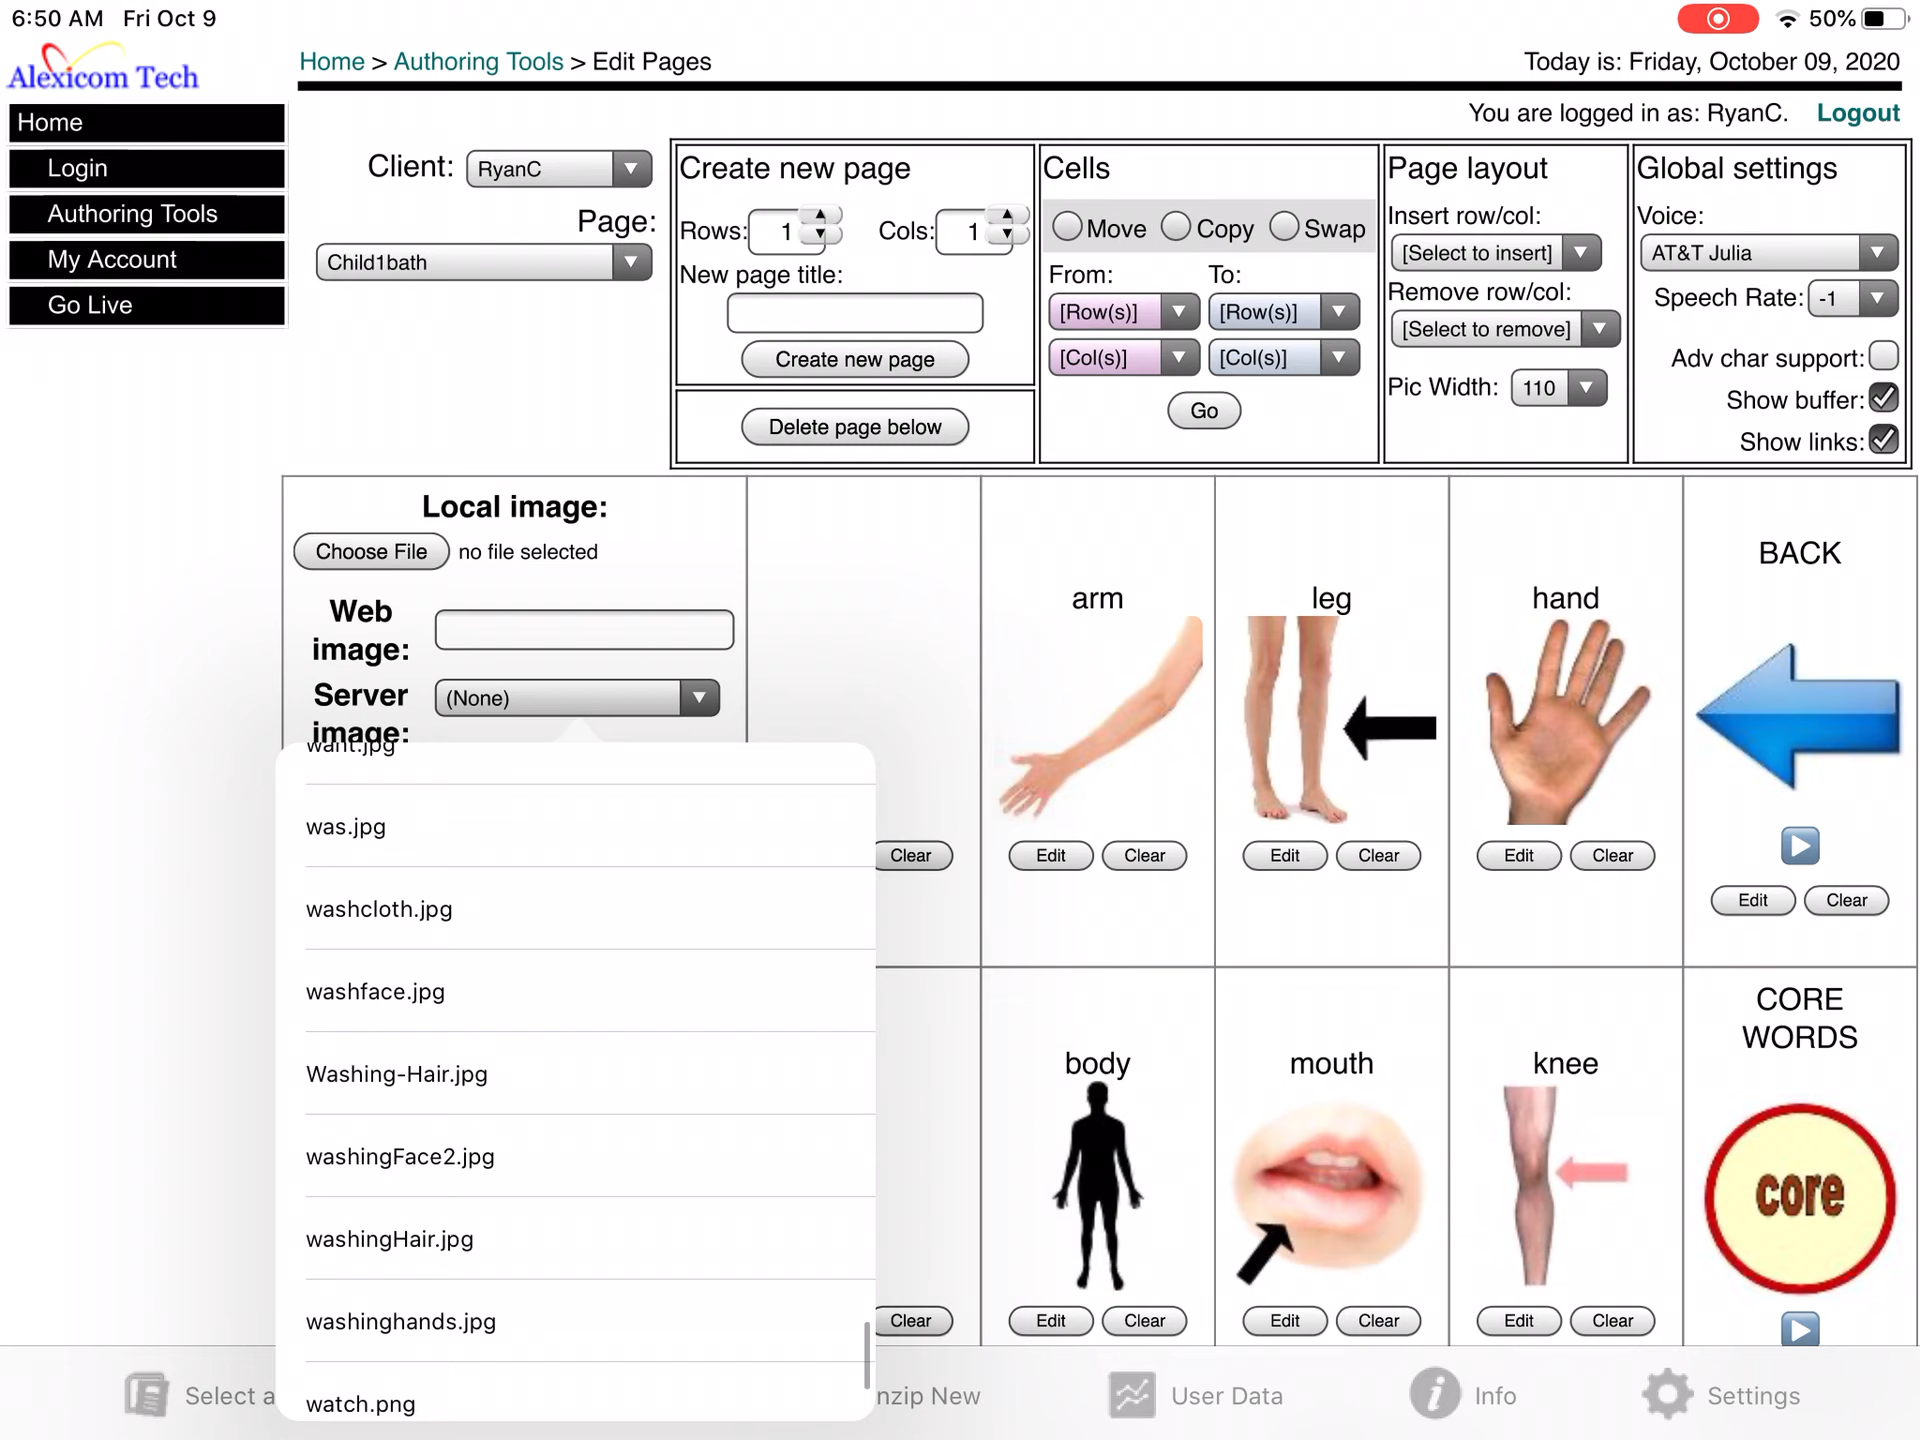 6:50 AM Fri Oct 9
50%
Alexicom Tech
Home > Authoring Tools > Edit Pages
Today is: Friday, October 09, 2020
You are logged in as: RyanC. Logout
Home
Login
Authoring Tools
My Account
Go Live
Client: RyanC
Page:
Child1bath
Create new page
Rows: 1 Cols: 1
New page title:
Create new page
Delete page below
Cells
Move Copy Swap
From: To:
[Row(s)] [Row(s)]
[Col(s)] [Col(s)]
Go
Page layout
Insert row/col:
[Select to insert]
Remove row/col:
[Select to remove]
Pic Width: 110
Global settings
Voice:
AT&T Julia
Speech Rate: -1
Adv char support:
Show buffer:
Show links:
Local image:
Choose File no file selected
Web
image:
Server
image:
(None)
want.jpg
was.jpg
washcloth.jpg
washface.jpg
Washing-Hair.jpg
washingFace2.jpg
washingHair.jpg
washinghands.jpg
watch.png
Clear
arm
Edit Clear
leg
Edit Clear
hand
Edit Clear
BACK
Edit Clear
Clear
body
Edit Clear
mouth
Edit Clear
knee
Edit Clear
CORE
WORDS
core
Select a
nzip New
User Data
Info
Settings